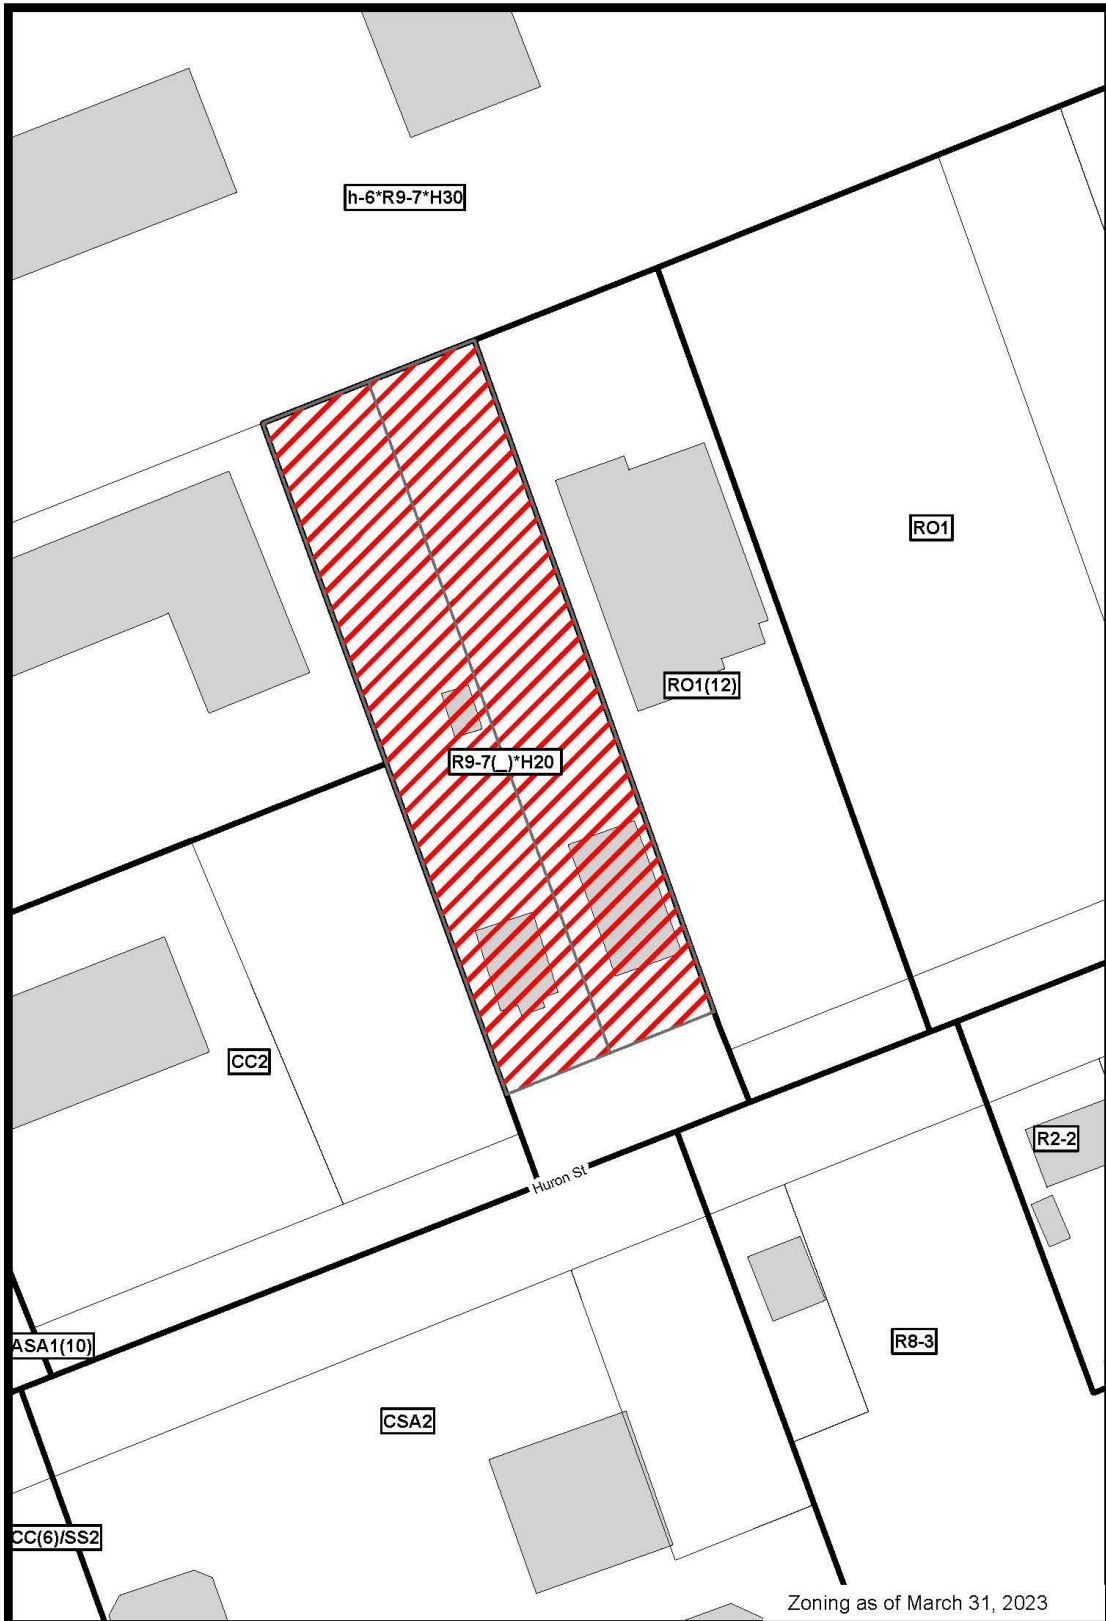 h-6*R9-7*H30
RO1
RO1(12)
R9-7(_)*H20
CC2
R2-2
Huron St
ASA1(10)
R8-3
CSA2
CC(6)/SS2
Zoning as of March 31, 2023